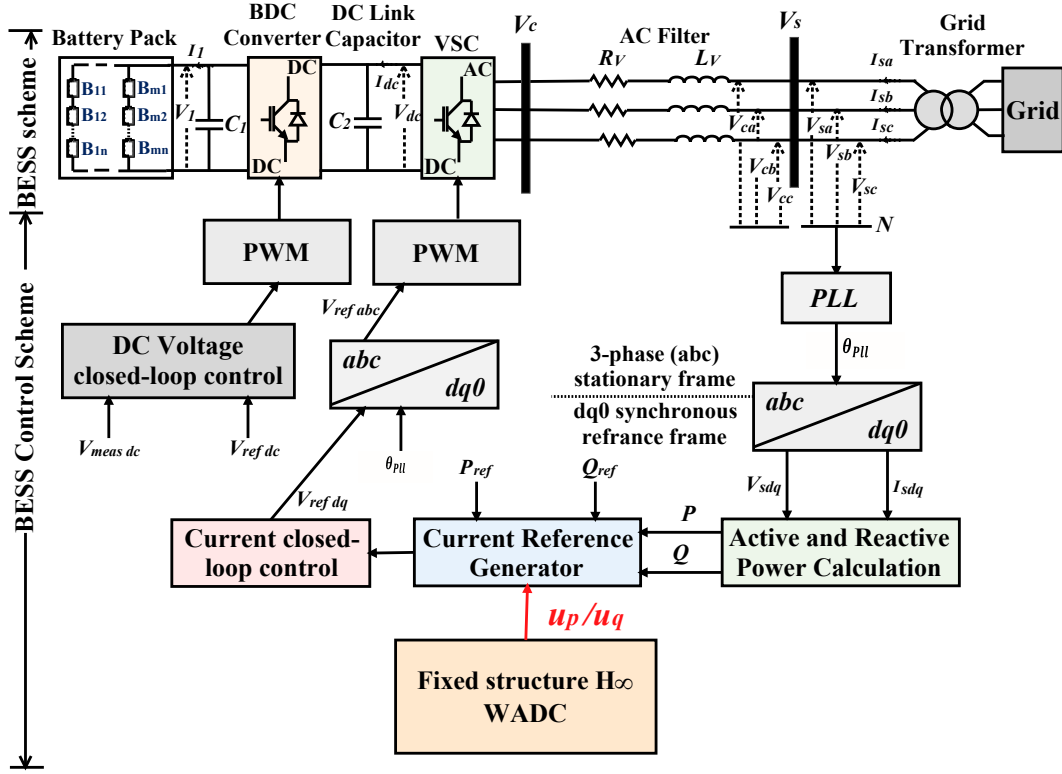 BESS scheme
BESS Control Scheme
Battery Pack
BDC
Converter
DC Link
Capacitor
VSC
Vc
AC Filter
Vs
Grid
Transformer
I1
B11
B12
B1n
Bm1
Bm2
Bmn
V1
C1
DC
DC
C2
Idc
Vdc
AC
DC
RV
LV
Vca
Vcb
Vcc
Vsa
Vsb
Vsc
Isa
Isb
Isc
Grid
N
PWM
PWM
PLL
θPll
Vref abc
DC Voltage
closed-loop control
Vmeas dc
Vref dc
abc
dq0
θPll
3-phase (abc)
stationary frame
dq0 synchronous
refrance frame
abc
dq0
Vsdq
Isdq
Vref dq
Pref
Qref
Current closed-
loop control
Current Reference
Generator
P
Q
Active and Reactive
Power Calculation
up/uq
Fixed structure H∞
WADC